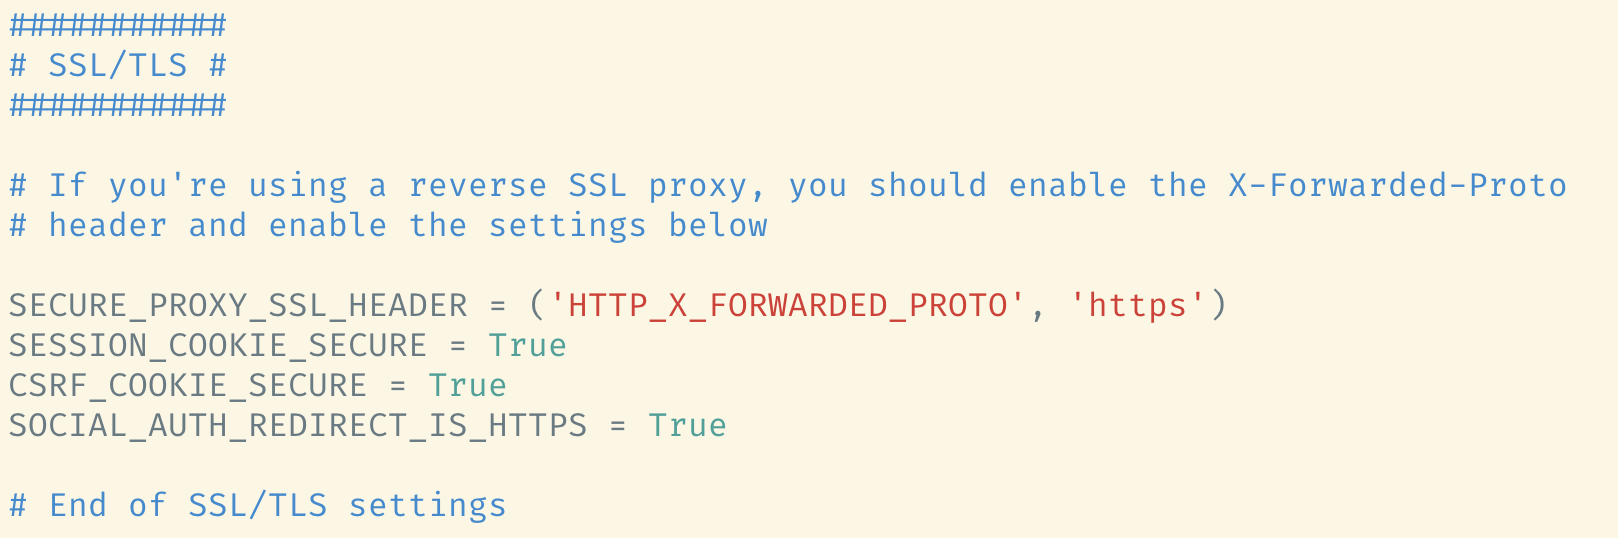 ###########
# SSL/TLS #
###########
# If you're using a reverse SSL proxy, you should enable the X-Forwarded-Proto
# header and enable the settings below
SECURE_PROXY_SSL_HEADER = ('HTTP_X_FORWARDED_PROTO', 'https')
SESSION_COOKIE_SECURE = True
CSRF_COOKIE_SECURE = True
SOCIAL_AUTH_REDIRECT_IS_HTTPS = True
# End of SSL/TLS settings